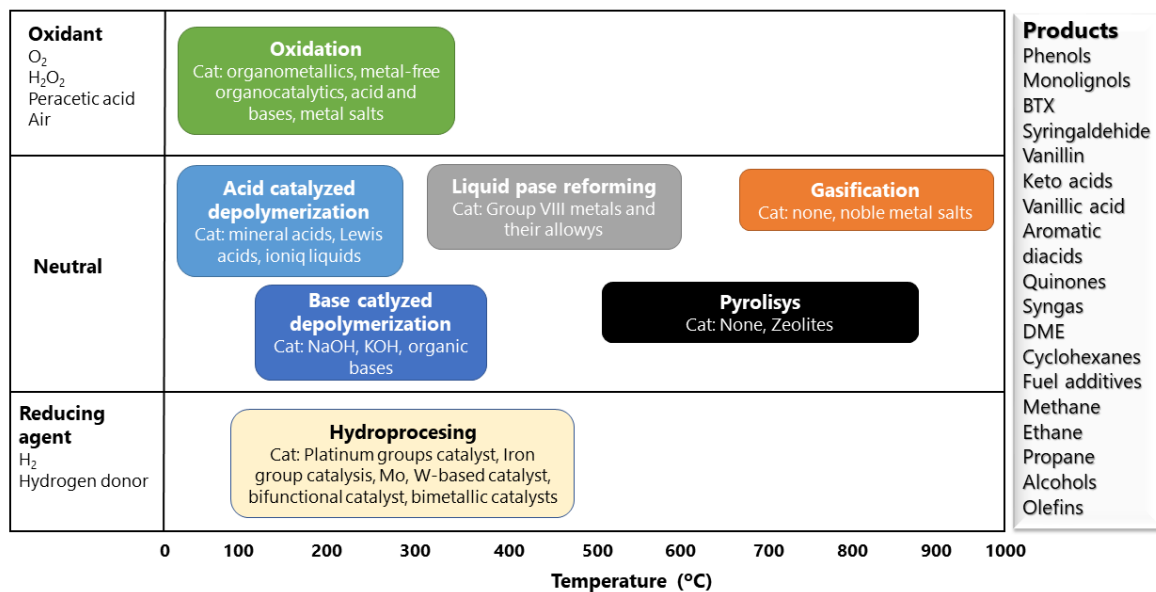 Oxidant
O₂
H₂O₂
Peracetic acid
Air
Oxidation
Cat: organometallics, metal-free
organocatalytics, acid and
bases, metal salts
Neutral
Acid catalyzed
depolymerization
Cat: mineral acids, Lewis
acids, ioniq liquids
Liquid pase reforming
Cat: Group VIII metals and
their allowys
Gasification
Cat: none, noble metal salts
Base catlyzed
depolymerization
Cat: NaOH, KOH, organic
bases
Pyrolisys
Cat: None, Zeolites
Reducing
agent
H₂
Hydrogen donor
Hydroprocesing
Cat: Platinum groups catalyst, Iron
group catalysis, Mo, W-based catalyst,
bifunctional catalyst, bimetallic catalysts
0 100 200 300 400 500 600 700 800 900 1000
Temperature (ºC)
Products
Phenols
Monolignols
BTX
Syringaldehide
Vanillin
Keto acids
Vanillic acid
Aromatic
diacids
Quinones
Syngas
DME
Cyclohexanes
Fuel additives
Methane
Ethane
Propane
Alcohols
Olefins